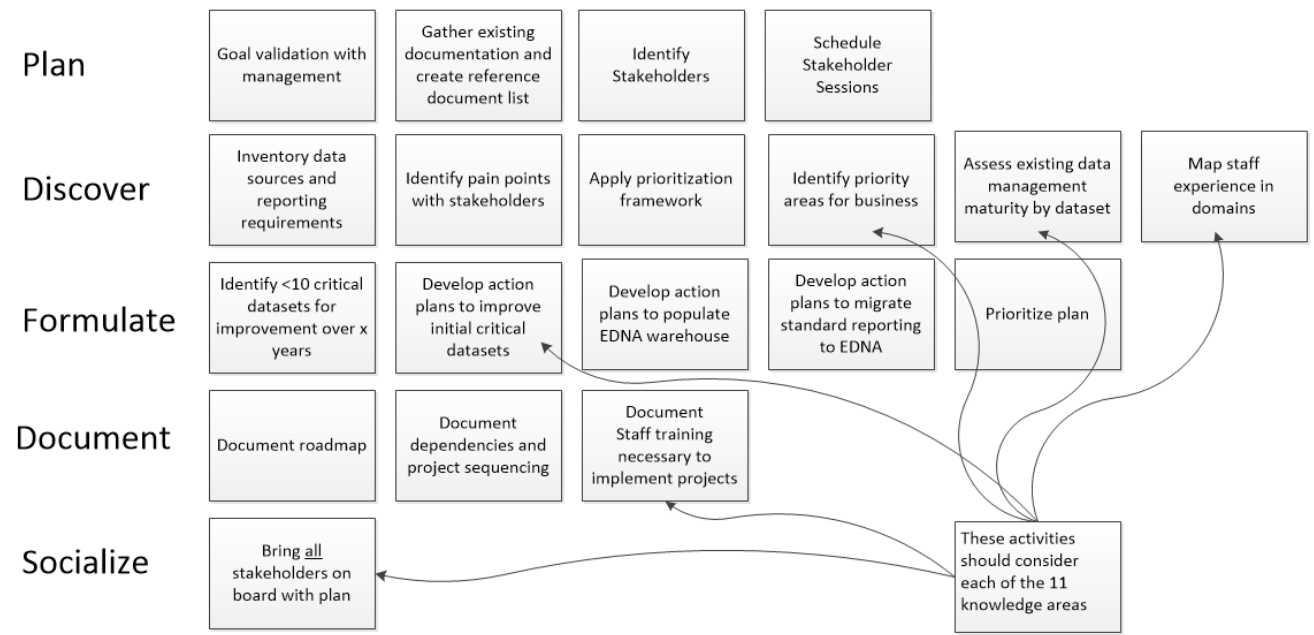 Plan
Goal validation with
management
Gather existing
documentation and
create reference
document list
Identify
Stakeholders
Schedule
Stakeholder
Sessions
Discover
Inventory data
sources and
reporting
requirements
Identify pain points
with stakeholders
Apply prioritization
framework
Identify priority
areas for business
Assess existing data
management
maturity by dataset
Map staff
experience in
domains
Formulate
Identify <10 critical
datasets for
improvement over x
years
Develop action
plans to improve
initial critical
datasets
Develop action
plans to populate
EDNA warehouse
Develop action
plans to migrate
standard reporting
to EDNA
Prioritize plan
Document
Document roadmap
Document
dependencies and
project sequencing
Document
Staff training
necessary to
implement projects
Socialize
Bring all
stakeholders on
board with plan
These activities
should consider
each of the 11
knowledge areas